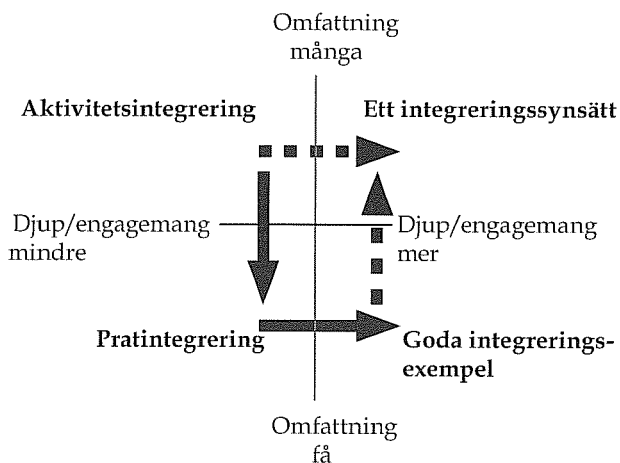 Omfattning
många
Aktivitetsintegrering
Ett integreringssynsätt
Djup/engagemang
mindre
Djup/engagemang
mer
Pratintegrering
Goda integrerings-
exempel
Omfattning
få